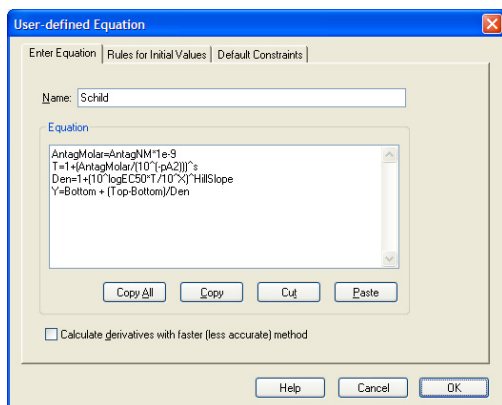 User-defined Equation
Enter Equation Rules for Initial Values Default Constraints
Name: Schild
Equation
AntagMolar=AntagNM*1e-9
T=1+(AntagMolar/(10^(-pA2)))^s
Den=1+(10^logEC50*T/10^X)^HillSlope
Y=Bottom + (Top-Bottom)/Den
Copy All Copy Cut Paste
Calculate derivatives with faster (less accurate) method
Help Cancel OK